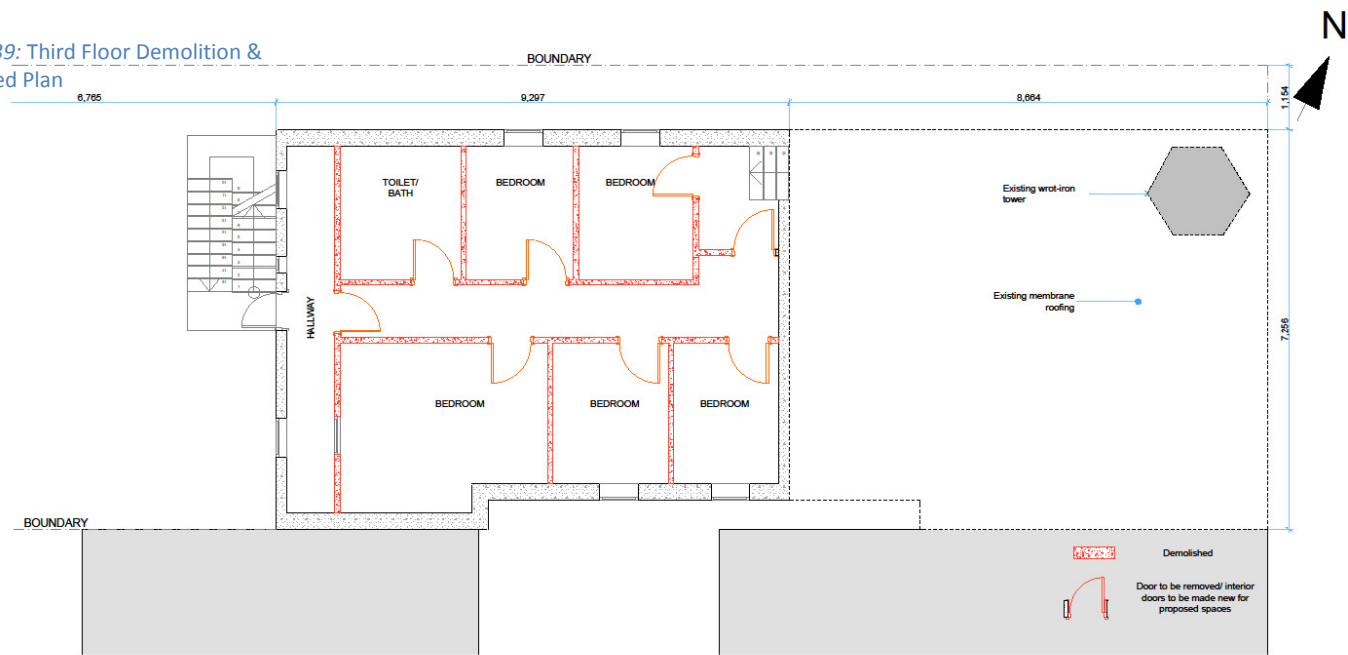 N
39: Third Floor Demolition &
ed Plan
BOUNDARY
6,765
9,297
8,664
1,154
TOILET/
BATH
BEDROOM
BEDROOM
Existing wrot-iron
tower
Existing membrane
roofing
HALLWAY
7,256
BEDROOM
BEDROOM
BEDROOM
BOUNDARY
Demolished
Door to be removed/ interior
doors to be made new for
proposed spaces